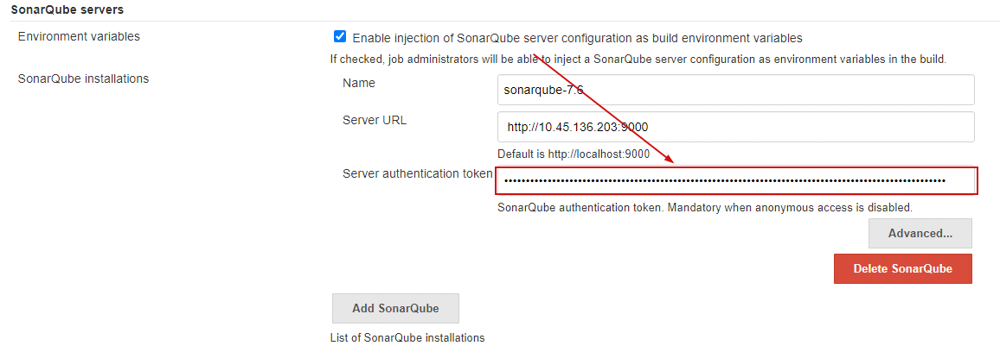 SonarQube servers
Environment variables
Enable injection of SonarQube server configuration as build environment variables
If checked, job administrators will be able to inject a SonarQube server configuration as environment variables in the build.
SonarQube installations
Name
sonarqube-7.6
Server URL
http://10.45.136.203:9000
Default is http://localhost:9000
Server authentication token
SonarQube authentication token. Mandatory when anonymous access is disabled.
Advanced...
Delete SonarQube
Add SonarQube
List of SonarQube installations